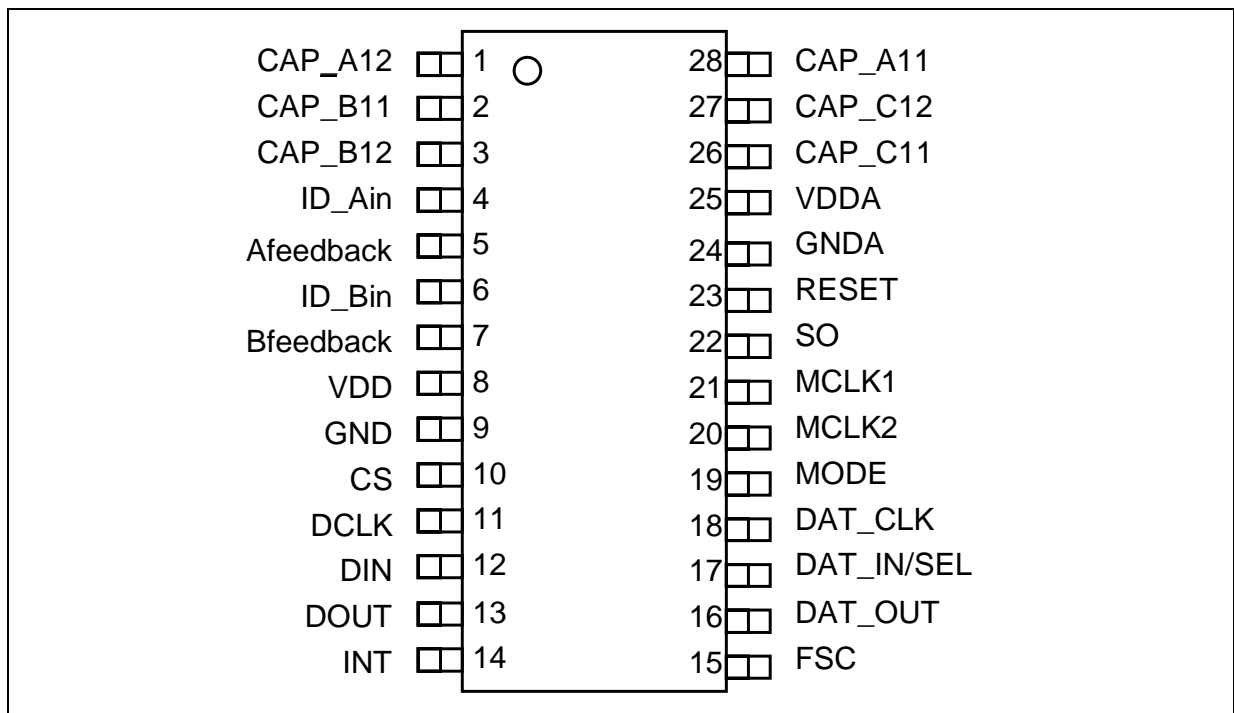 CAP_A12 1 28 CAP_A11
CAP_B11 2 27 CAP_C12
CAP_B12 3 26 CAP_C11
ID_Ain 4 25 VDDA
Afeedback 5 24 GNDA
ID_Bin 6 23 RESET
Bfeedback 7 22 SO
VDD 8 21 MCLK1
GND 9 20 MCLK2
CS 10 19 MODE
DCLK 11 18 DAT_CLK
DIN 12 17 DAT_IN/SEL
DOUT 13 16 DAT_OUT
INT 14 15 FSC